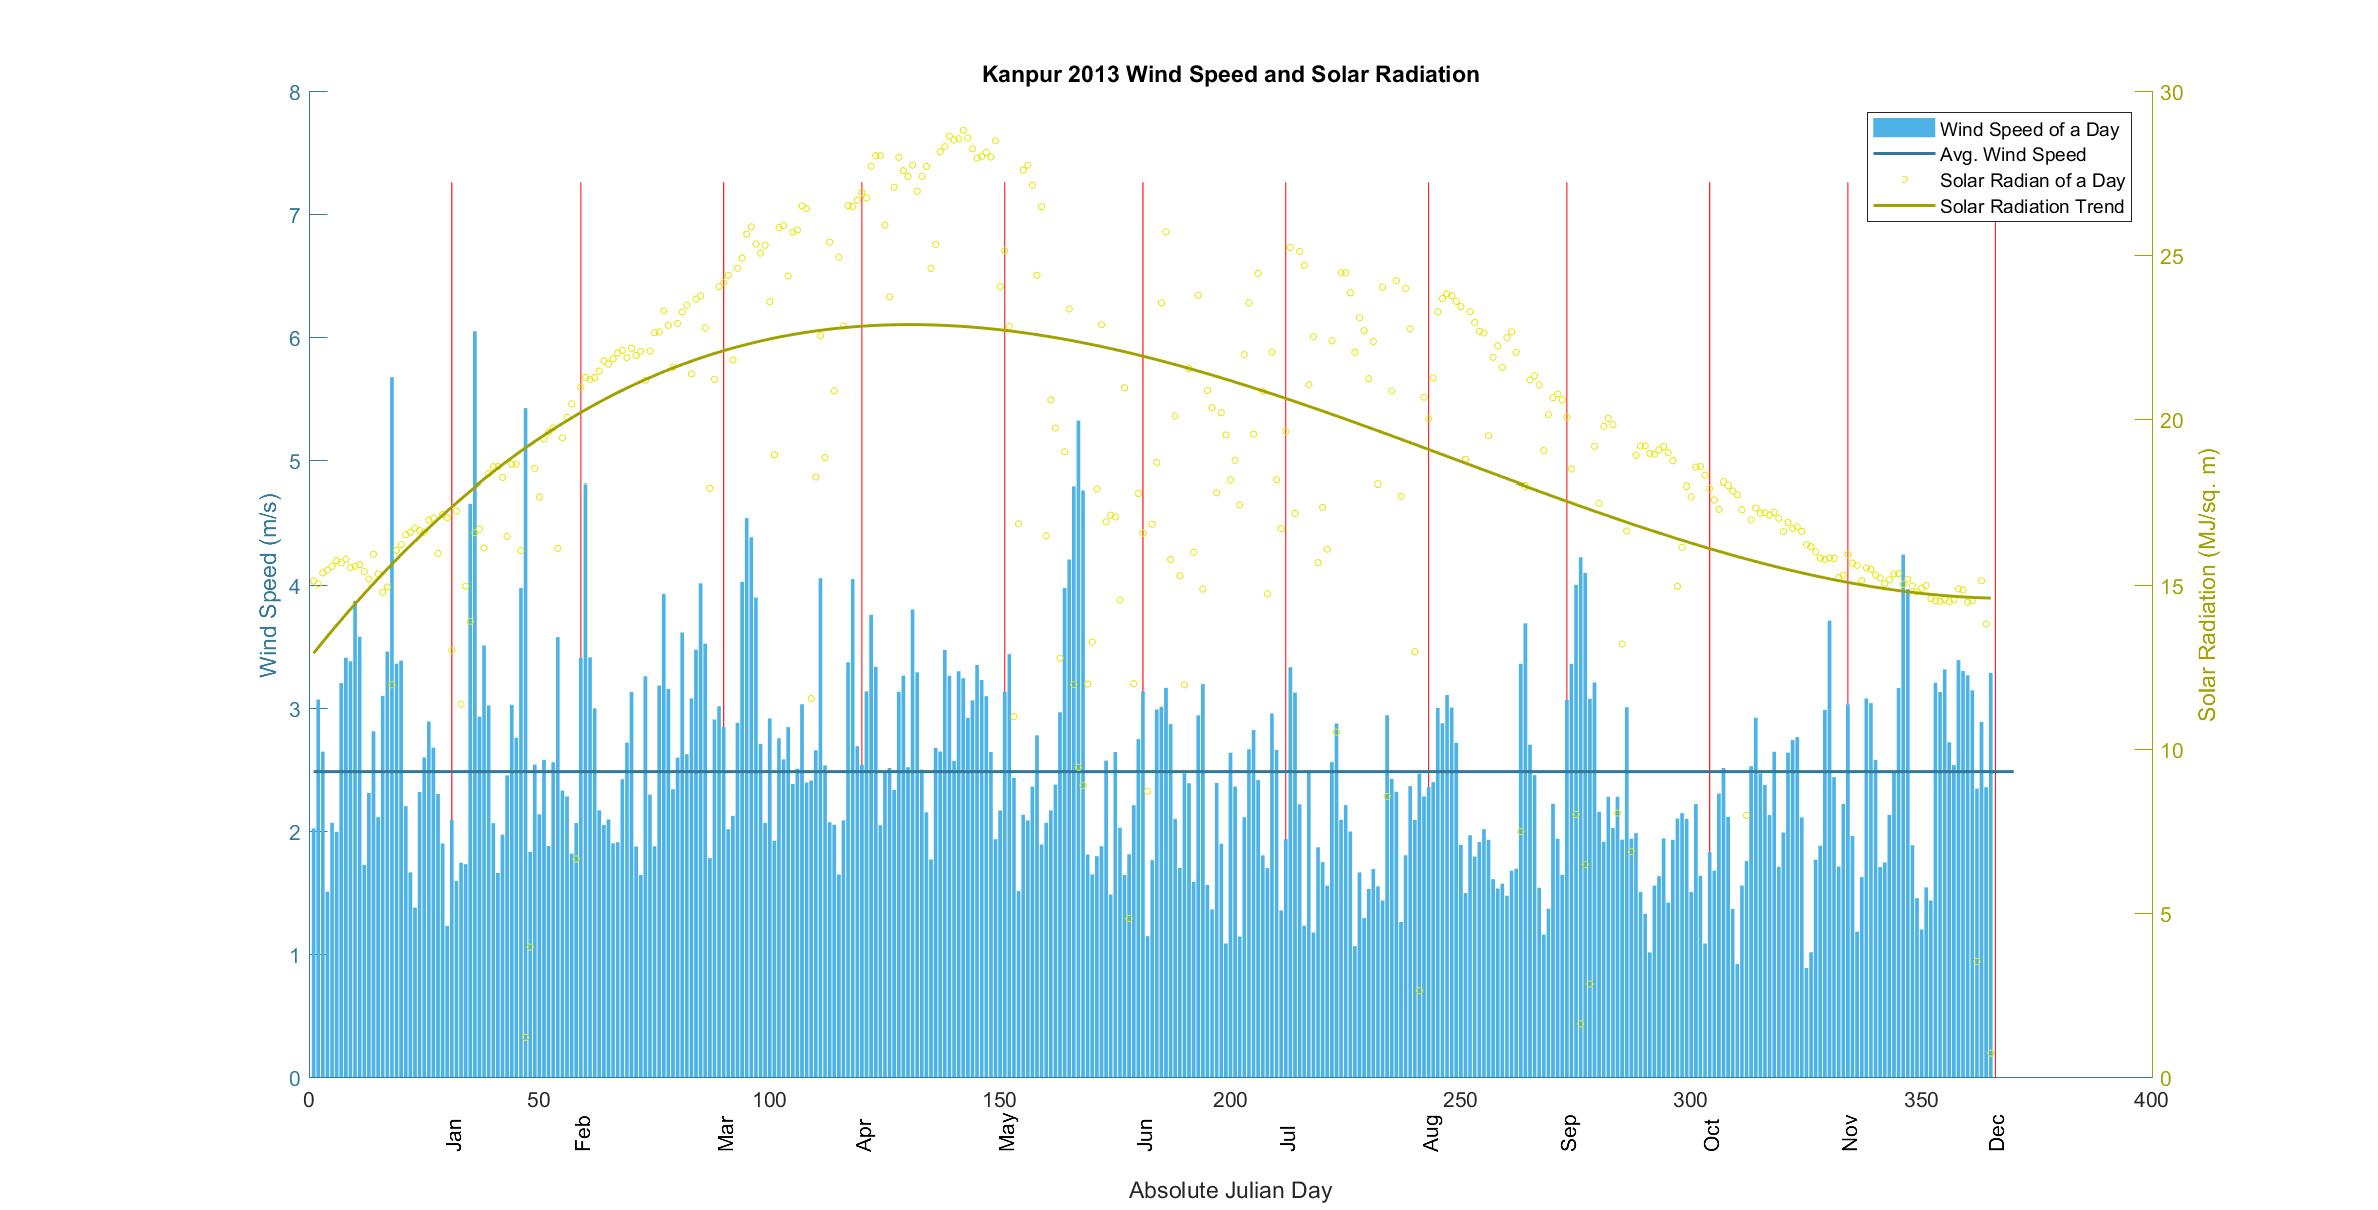 Kanpur 2013 Wind Speed and Solar Radiation
8
7
6
5
4
3
2
1
0
Wind Speed (m/s)
30
25
20
15
10
5
0
Solar Radiation (MJ/sq. m)
Wind Speed of a Day
Avg. Wind Speed
Solar Radian of a Day
Solar Radiation Trend
0 50 100 150 200 250 300 350 400
Jan Feb Mar Apr May Jun Jul Aug Sep Oct Nov Dec
Absolute Julian Day